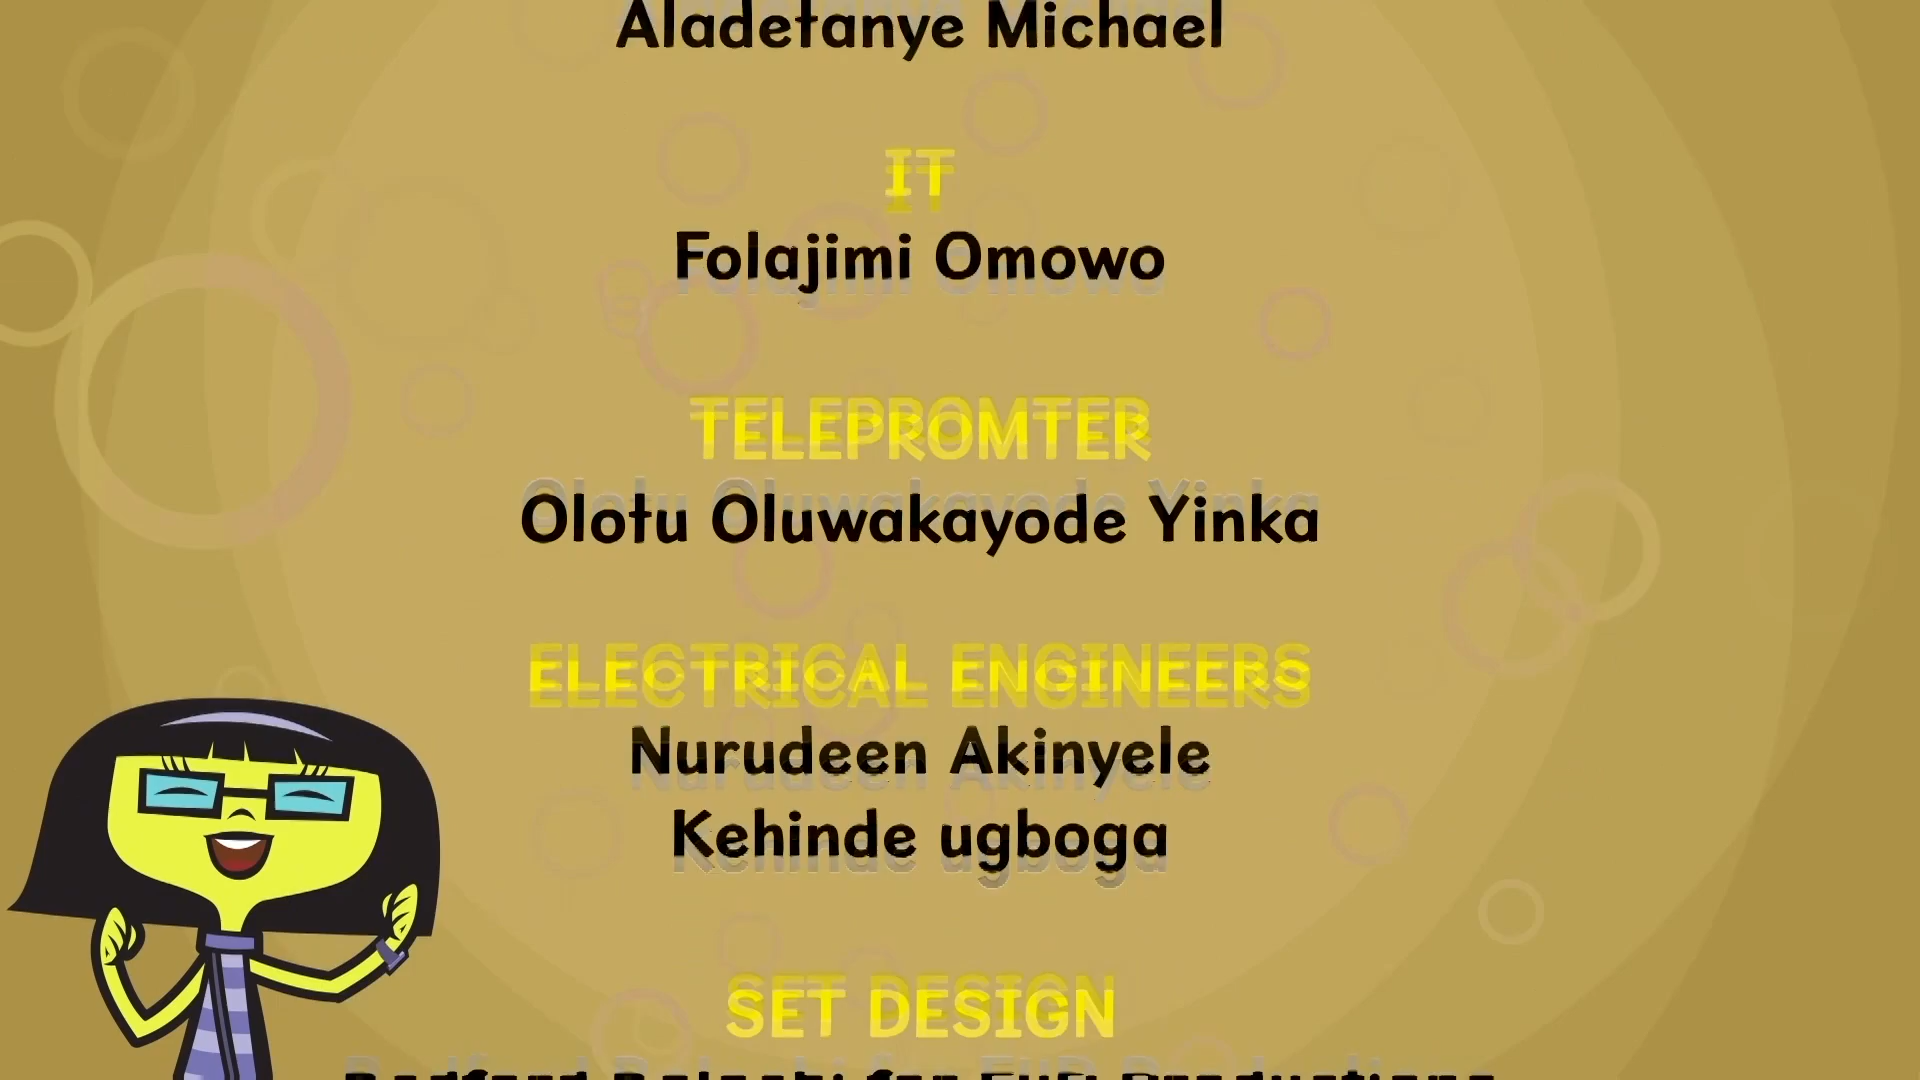 Aladetanye Michael
IT
Folajimi Omowo
TELEPROMTER
Olotu Oluwakayode Yinka
ELECTRICAL ENGINEERS
Nurudeen Akinyele
Kehinde ugboga
SET DESIGN